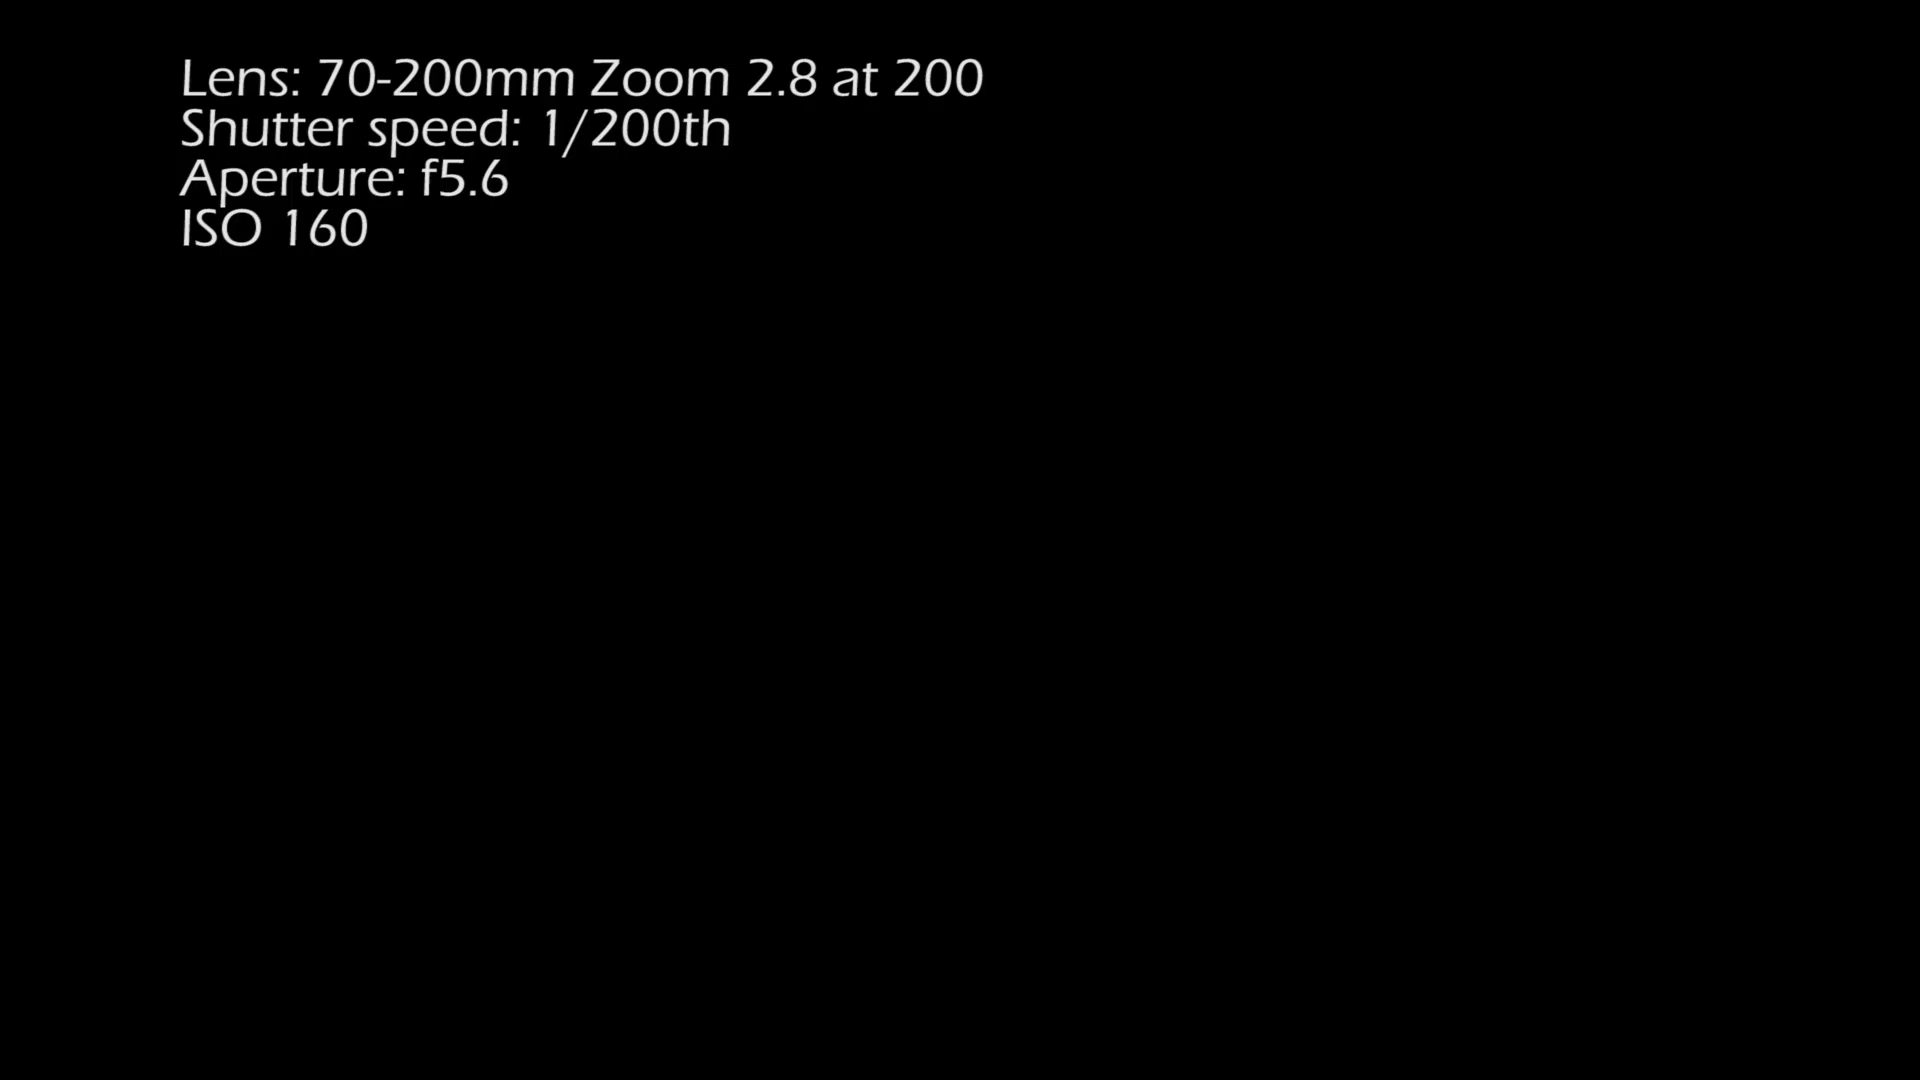 Lens: 70-200mm Zoom 2.8 at 200
Shutter speed: 1/200th
Aperture: f5.6
ISO 160